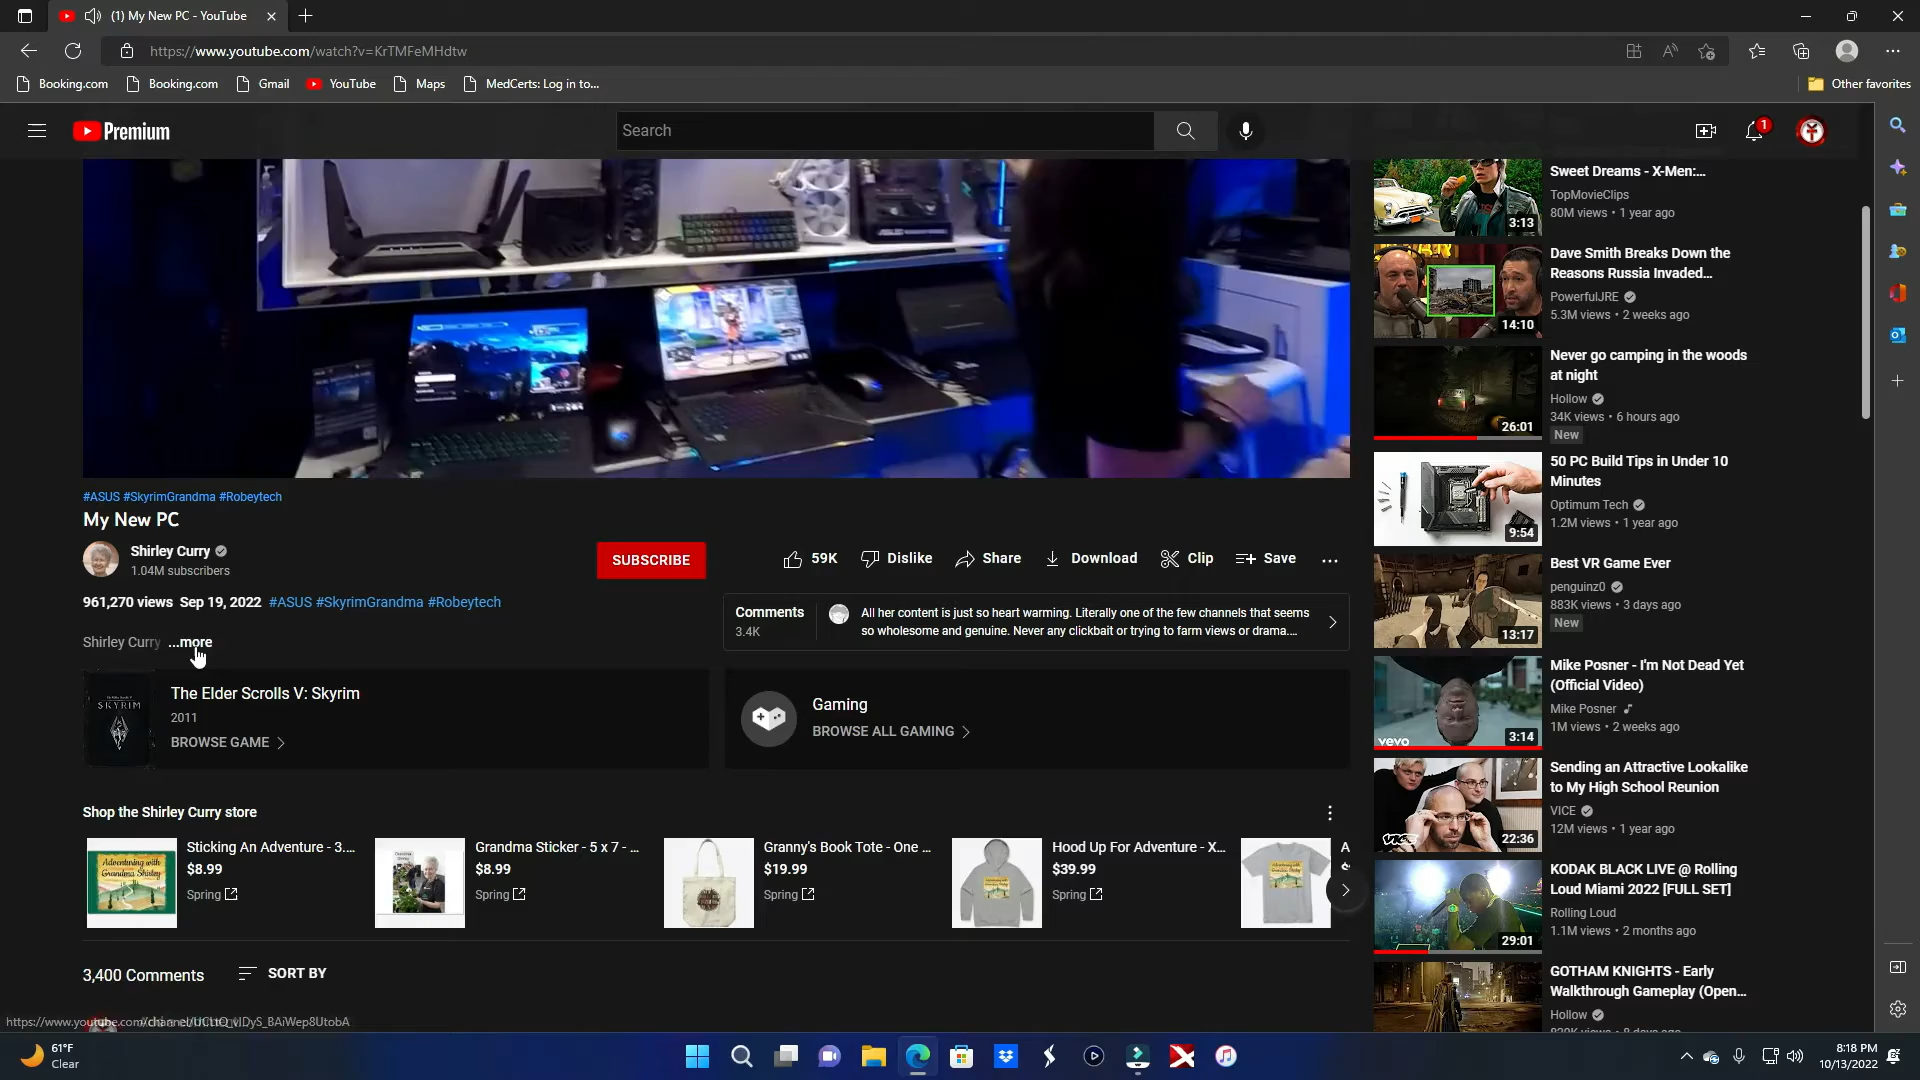 (1) My New PC - YouTube
https://www.youtube.com/watch?v=KrTMFeMHdtw
Booking.com
Booking.com
Gmail
YouTube
Maps
MedCerts: Log in to...
Other favorites
Premium
Search
1
#ASUS #SkyrimGrandma #Robeytech
My New PC
Shirley Curry
1.04M subscribers
SUBSCRIBE
59K
Dislike
Share
Download
Clip
Save
961,270 views Sep 19, 2022 #ASUS #SkyrimGrandma #Robeytech
Shirley Curry ...more
Comments
3.4K
All her content is just so heart warming. Literally one of the few channels that seems
so wholesome and genuine. Never any clickbait or trying to farm views or drama....
SKYRIM
The Elder Scrolls V: Skyrim
2011
BROWSE GAME
Gaming
BROWSE ALL GAMING
Shop the Shirley Curry store
Adventuring with
Grandma Shirley
Sticking An Adventure - 3....
$8.99
Spring
Grandma Sticker - 5 x 7 - ...
$8.99
Spring
Granny's Book Tote - One ...
$19.99
Spring
Hood Up For Adventure - X...
$39.99
Spring
A
3,400 Comments
SORT BY
Sweet Dreams - X-Men:...
TopMovieClips
80M views • 1 year ago
3:13
Dave Smith Breaks Down the
Reasons Russia Invaded...
PowerfulJRE
5.3M views • 2 weeks ago
14:10
Never go camping in the woods
at night
Hollow
34K views • 6 hours ago
New
26:01
50 PC Build Tips in Under 10
Minutes
Optimum Tech
1.2M views • 1 year ago
9:54
Best VR Game Ever
penguinz0
883K views • 3 days ago
New
13:17
Mike Posner - I'm Not Dead Yet
(Official Video)
Mike Posner
1M views • 2 weeks ago
vevo
3:14
Sending an Attractive Lookalike
to My High School Reunion
VICE
12M views • 1 year ago
VICE
22:36
KODAK BLACK LIVE @ Rolling
Loud Miami 2022 [FULL SET]
Rolling Loud
1.1M views • 2 months ago
29:01
GOTHAM KNIGHTS - Early
Walkthrough Gameplay (Open...
Hollow
61°F
Clear
8:18 PM
10/13/2022